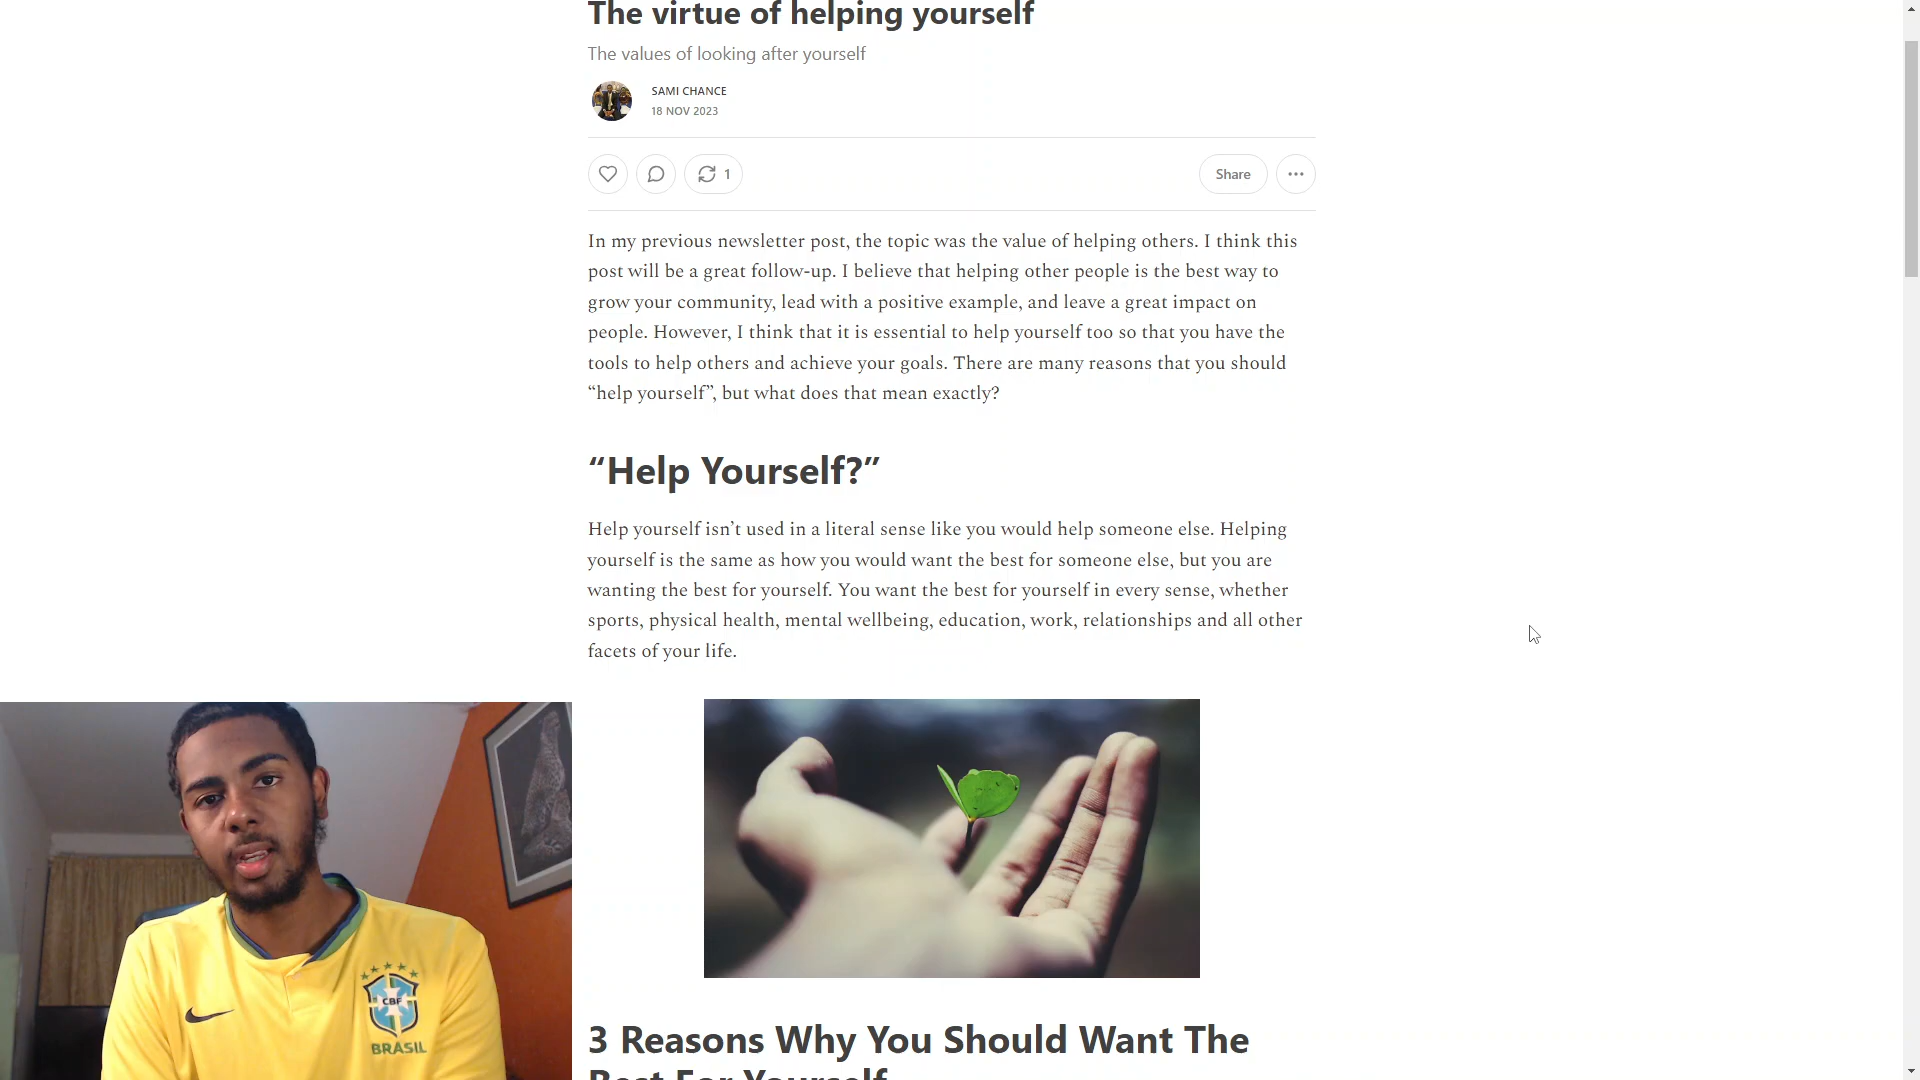 The virtue of helping yourself
The values of looking after yourself
SAMI CHANCE
18 NOV 2023
1
Share
In my previous newsletter post, the topic was the value of helping others. I think this
post will be a great follow-up. I believe that helping other people is the best way to
grow your community, lead with a positive example, and leave a great impact on
people. However, I think that it is essential to help yourself too so that you have the
tools to help others and achieve your goals. There are many reasons that you should
“help yourself”, but what does that mean exactly?
“Help Yourself?”
Help yourself isn’t used in a literal sense like you would help someone else. Helping
yourself is the same as how you would want the best for someone else, but you are
wanting the best for yourself. You want the best for yourself in every sense, whether
sports, physical health, mental wellbeing, education, work, relationships and all other
facets of your life.
CBF
BRASIL
3 Reasons Why You Should Want The
Best For Yourself